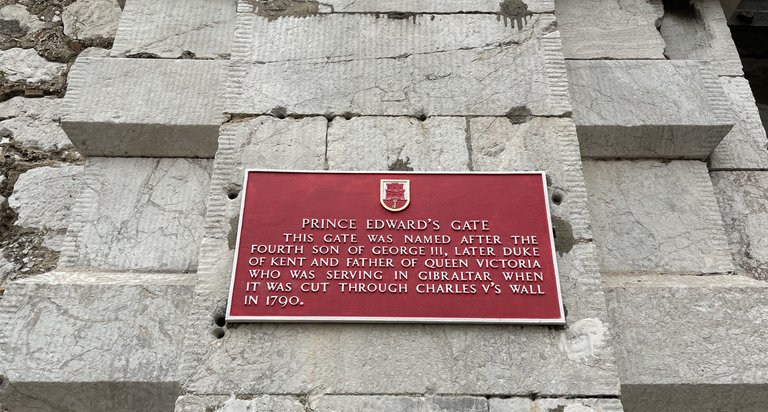 PRINCE EDWARD'S GATE
THIS GATE WAS NAMED AFTER THE
FOURTH SON OF GEORGE III, LATER DUKE
OF KENT AND FATHER OF QUEEN VICTORIA
WHO WAS SERVING IN GIBRALTAR WHEN
IT WAS CUT THROUGH CHARLES V'S WALL
IN 1790.